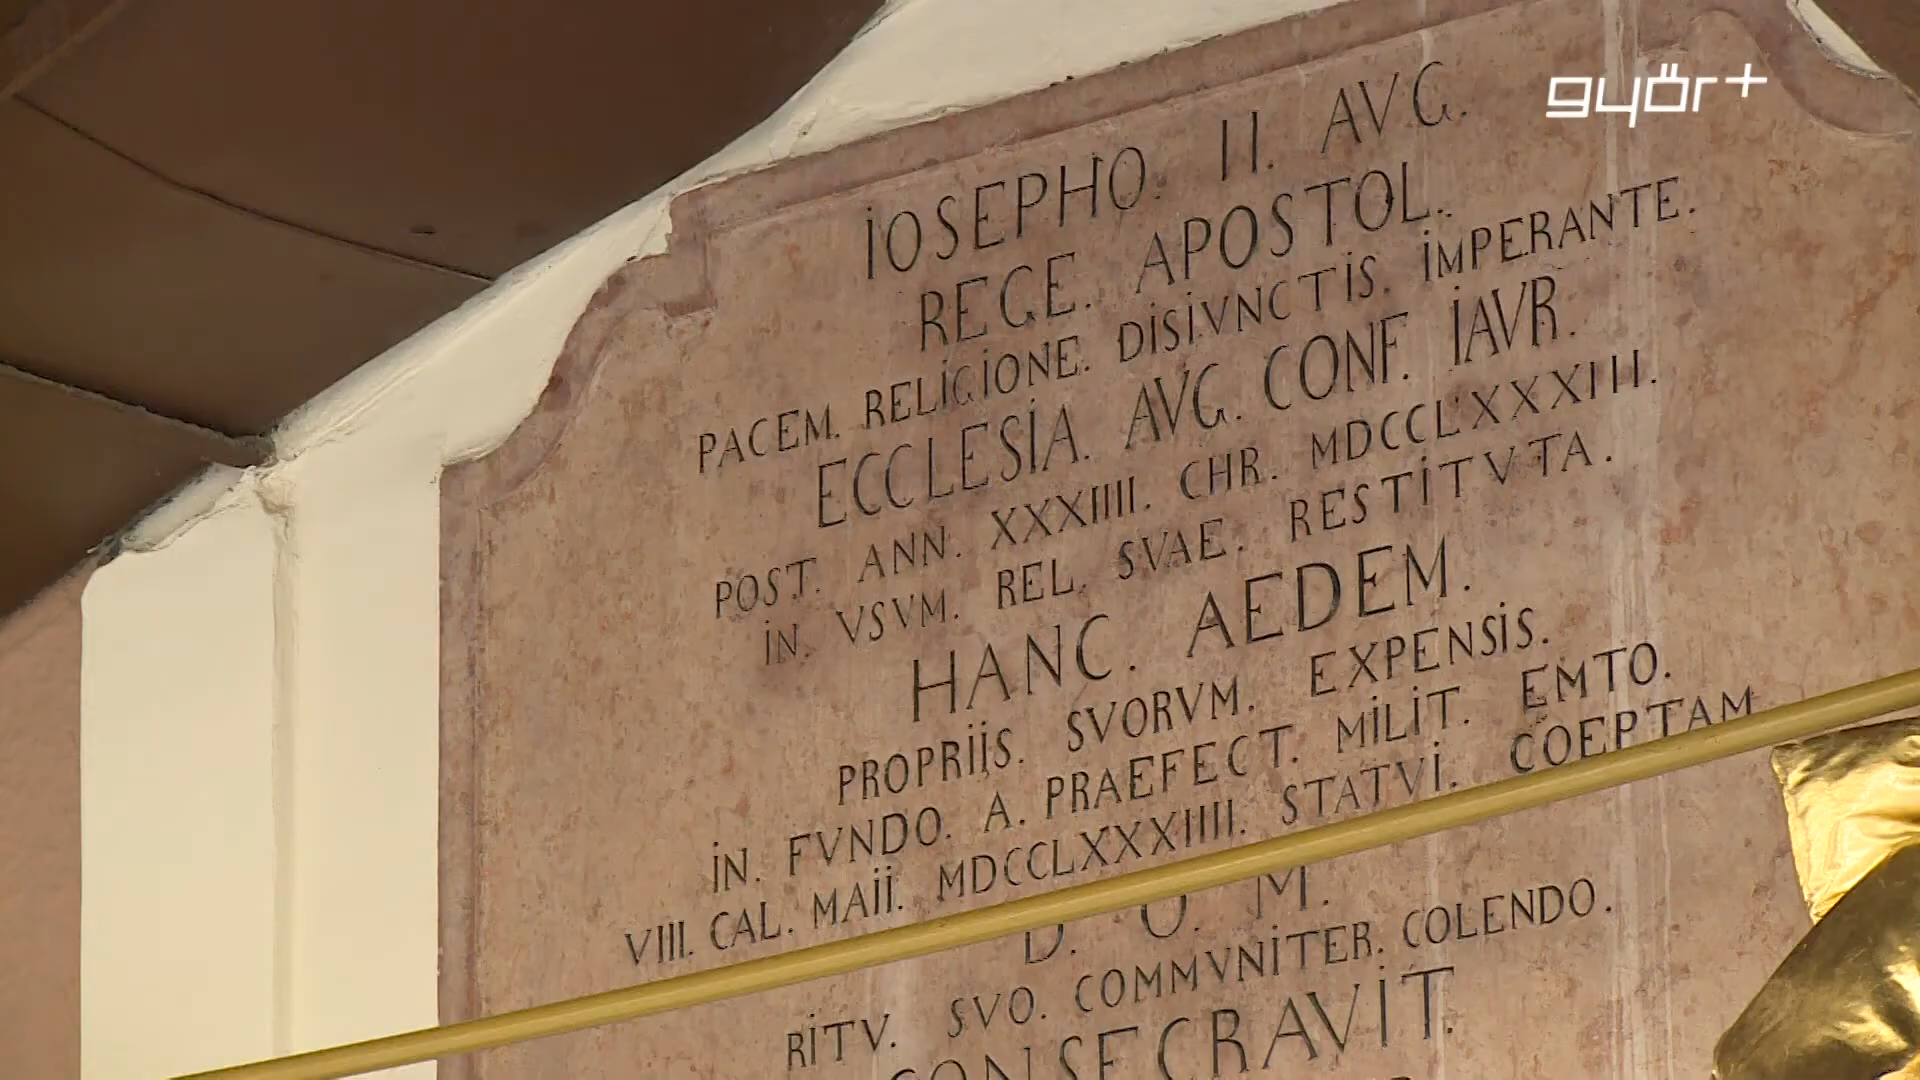 győr+
IOSEPHO. II. AVG.
REGE. APOSTOL.
PACEM. RELIGIONE. DISIVNCTIS. IMPERANTE.
ECCLESIA. AVG. CONF. IAVR.
POST. ANN. XXXIIII. CHR. MDCCLXXXIII.
IN. VSVM. REL. SVAE. RESTITVTA.
HANC. AEDEM.
PROPRIIS. SVORVM. EXPENSIS.
IN. FVNDO. A. PRAEFECT. MILIT. EMTO.
VIII. CAL. MAII. MDCCLXXXIIII. STATVI. COEPTAM
D. O. M.
RITV. SVO. COMMVNITER. COLENDO.
CONSECRAVIT.